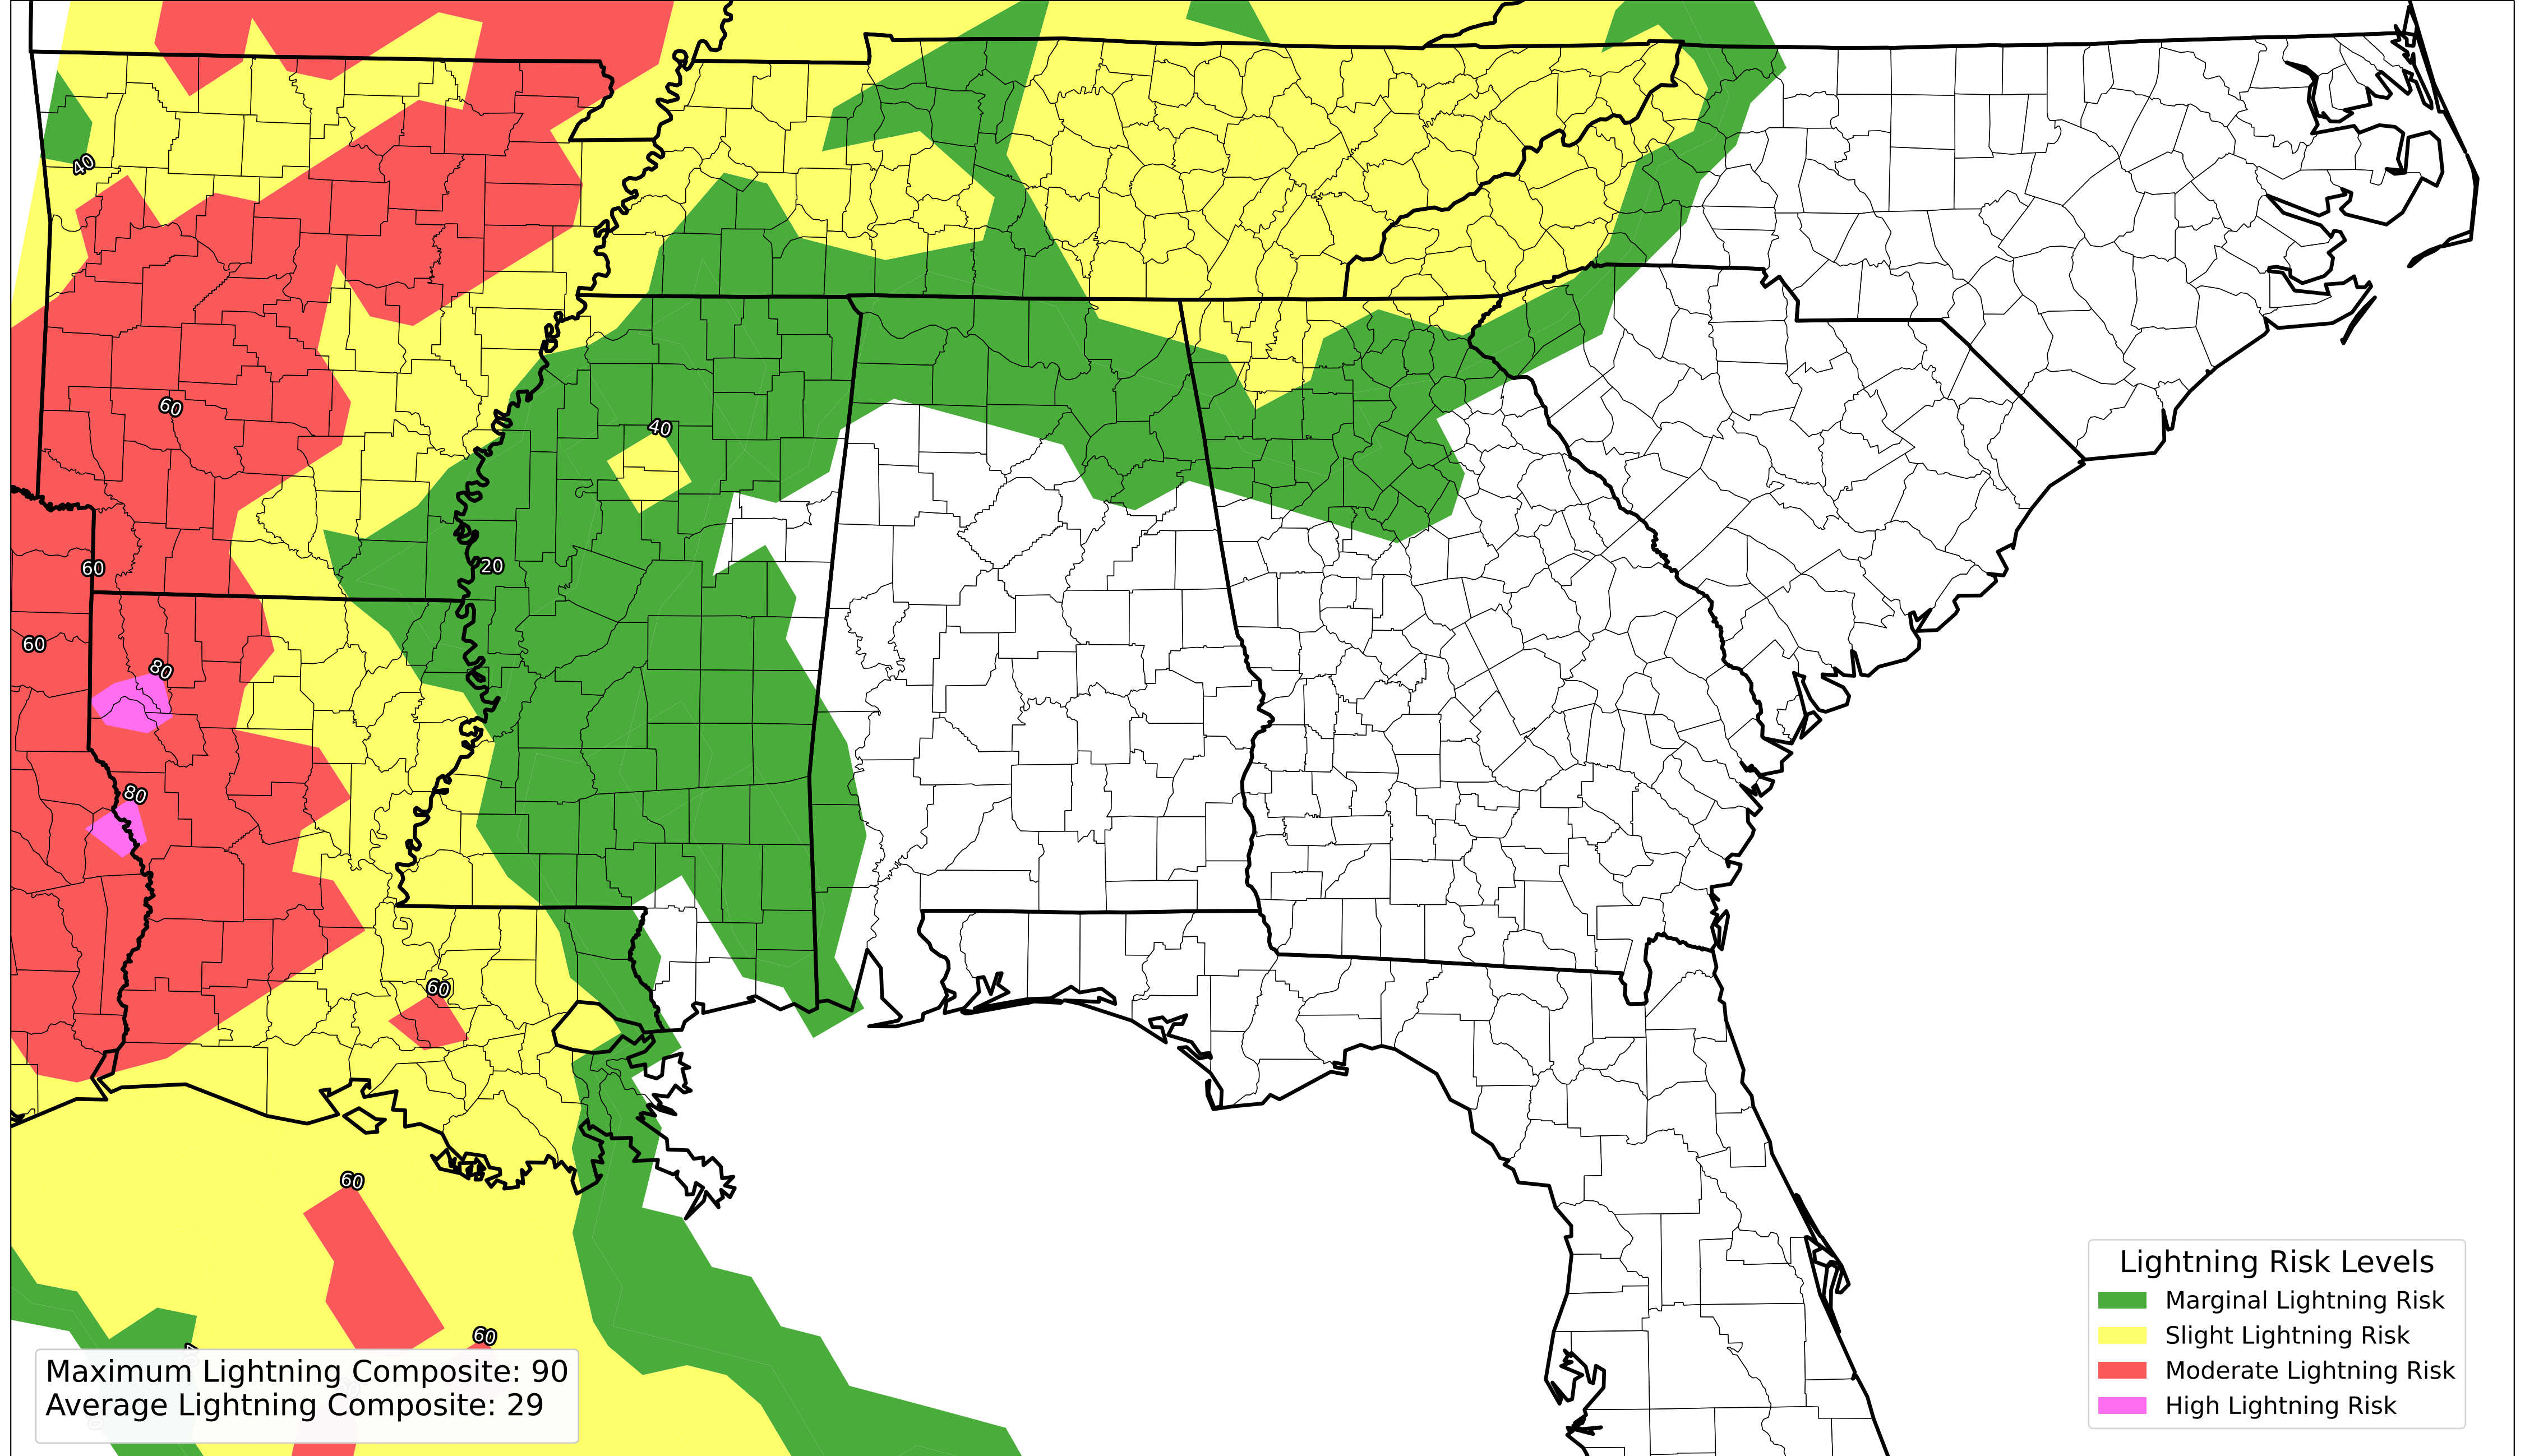 40
60
40
20
60
60
80
80
60
60
60
Maximum Lightning Composite: 90
Average Lightning Composite: 29
Lightning Risk Levels
Marginal Lightning Risk
Slight Lightning Risk
Moderate Lightning Risk
High Lightning Risk